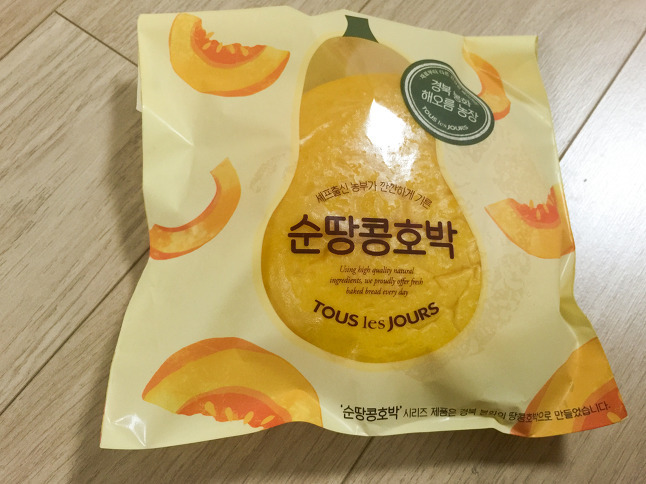 경북 봉화
해오름 농장
TOUS les JOURS
셰프출신 농부가 깐깐하게 기른
순땅콩호박
Using high quality natural
ingredients, we proudly offer fresh
baked bread every day
TOUS les JOURS
'순땅콩호박' 시리즈 제품은 경북 봉화의 땅콩호박으로 만들었습니다.